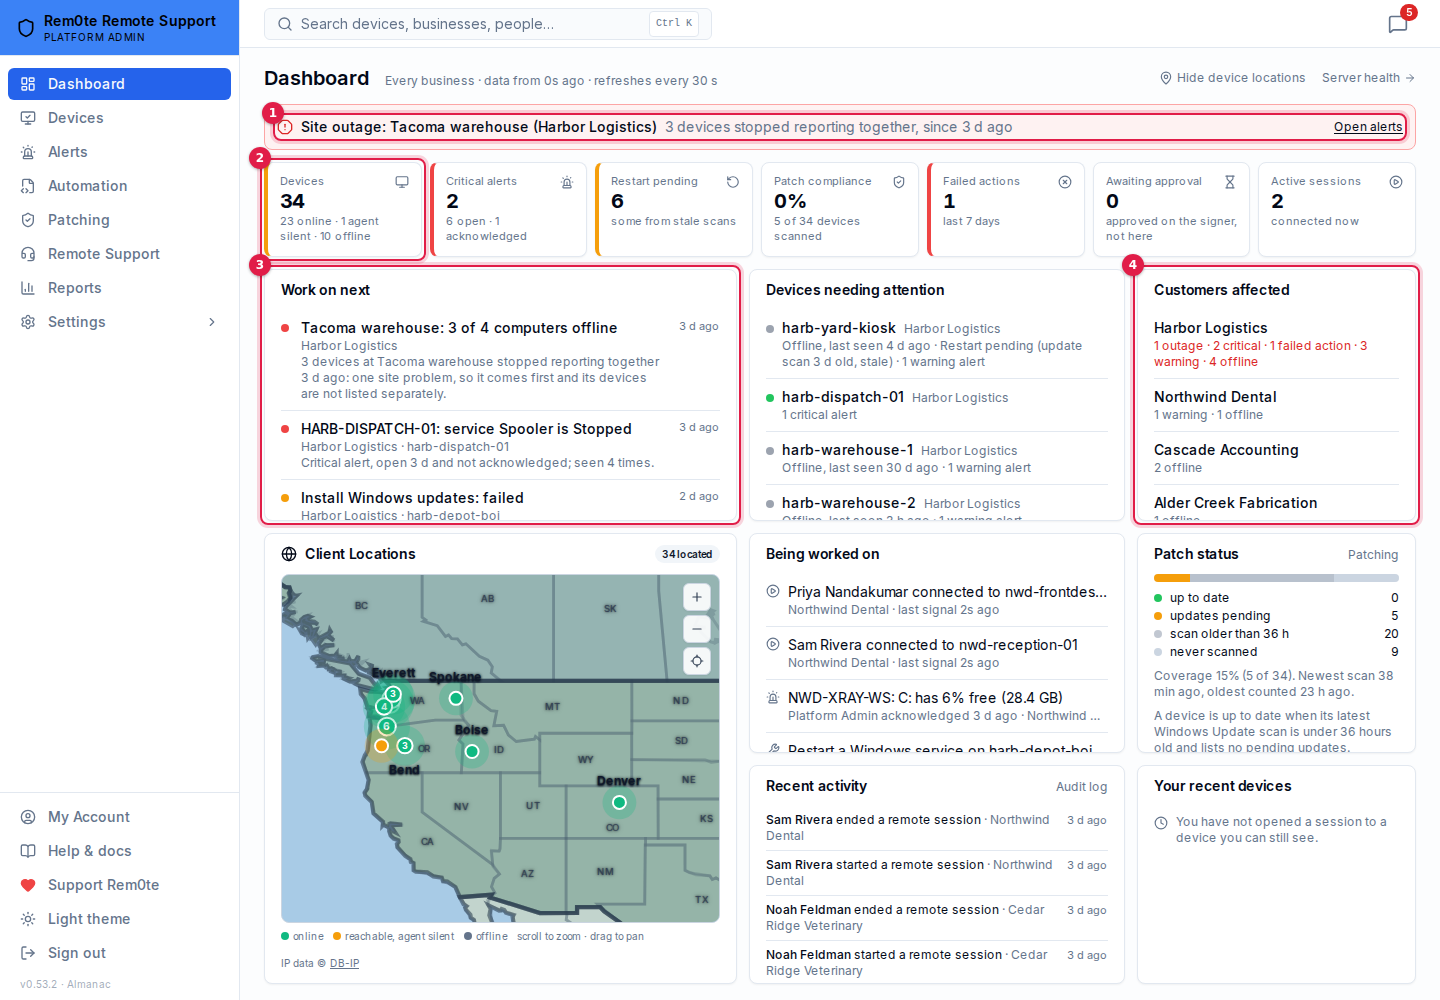 Rem0te Remote Support
PLATFORM ADMIN
Dashboard
Devices
Alerts
Automation
Patching
Remote Support
Reports
Settings
My Account
Help & docs
Support Rem0te
Light theme
Sign out
v0.53.2 · Almanac
Search devices, businesses, people…
Ctrl K
5
Dashboard
Every business · data from 0s ago · refreshes every 30 s
Hide device locations
Server health →
1
Site outage: Tacoma warehouse (Harbor Logistics) 3 devices stopped reporting together, since 3 d ago
Open alerts
2
Devices
34
23 online · 1 agent
silent · 10 offline
Critical alerts
2
6 open · 1
acknowledged
Restart pending
6
some from stale scans
Patch compliance
0%
5 of 34 devices
scanned
Failed actions
1
last 7 days
Awaiting approval
0
approved on the signer,
not here
Active sessions
2
connected now
3
Work on next
Tacoma warehouse: 3 of 4 computers offline
3 d ago
Harbor Logistics
3 devices at Tacoma warehouse stopped reporting together
3 d ago: one site problem, so it comes first and its devices
are not listed separately.
HARB-DISPATCH-01: service Spooler is Stopped
3 d ago
Harbor Logistics · harb-dispatch-01
Critical alert, open 3 d and not acknowledged; seen 4 times.
Install Windows updates: failed
2 d ago
Harbor Logistics · harb-depot-boi
Devices needing attention
harb-yard-kiosk Harbor Logistics
Offline, last seen 4 d ago · Restart pending (update
scan 3 d old, stale) · 1 warning alert
harb-dispatch-01 Harbor Logistics
1 critical alert
harb-warehouse-1 Harbor Logistics
Offline, last seen 30 d ago · 1 warning alert
harb-warehouse-2 Harbor Logistics
Offline, last seen 3 h ago · 1 warning alert
4
Customers affected
Harbor Logistics
1 outage · 2 critical · 1 failed action · 3
warning · 4 offline
Northwind Dental
1 warning · 1 offline
Cascade Accounting
2 offline
Alder Creek Fabrication
1 offline
Client Locations
34 located
BC
AB
SK
Everett
Spokane
3
WA
4
MT
ND
6
Boise
SD
3
OR
ID
WY
Bend
Denver
NE
NV
UT
KS
CO
CA
AZ
NM
TX
online
reachable, agent silent
offline
scroll to zoom · drag to pan
IP data © DB-IP
Being worked on
Priya Nandakumar connected to nwd-frontdes…
Northwind Dental · last signal 2s ago
Sam Rivera connected to nwd-reception-01
Northwind Dental · last signal 2s ago
NWD-XRAY-WS: C: has 6% free (28.4 GB)
Platform Admin acknowledged 3 d ago · Northwind …
Restart a Windows service on harb-depot-boi
Patch status
Patching
up to date 0
updates pending 5
scan older than 36 h 20
never scanned 9
Coverage 15% (5 of 34). Newest scan 38
min ago, oldest counted 23 h ago.
A device is up to date when its latest
Windows Update scan is under 36 hours
old and lists no pending updates.
Recent activity
Audit log
Sam Rivera ended a remote session · Northwind
Dental
3 d ago
Sam Rivera started a remote session · Northwind
Dental
3 d ago
Noah Feldman ended a remote session · Cedar
Ridge Veterinary
3 d ago
Noah Feldman started a remote session · Cedar
Ridge Veterinary
3 d ago
Your recent devices
You have not opened a session to a
device you can still see.